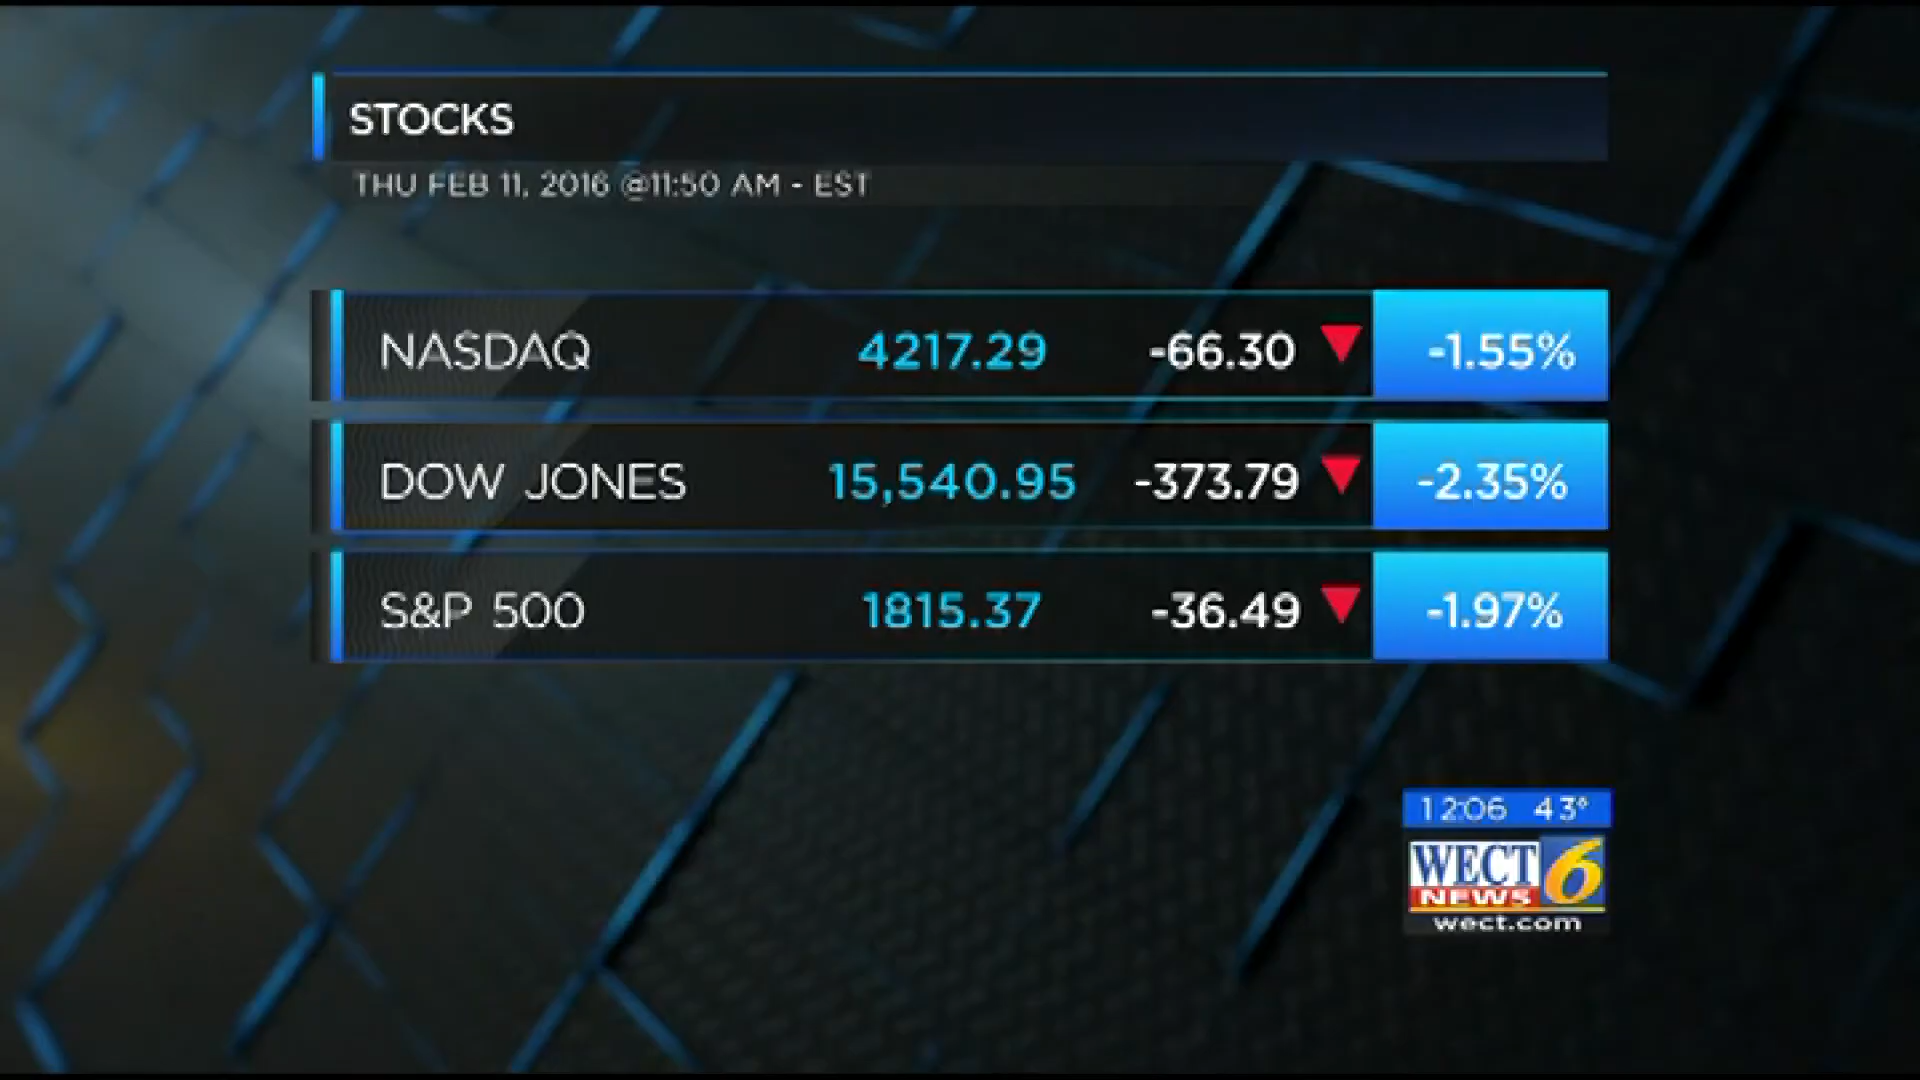 STOCKS
THU FEB 11, 2016 @11:50 AM - EST
NASDAQ 4217.29 -66.30 -1.55%
DOW JONES 15,540.95 -373.79 -2.35%
S&P 500 1815.37 -36.49 -1.97%
12:06 43°
WECT 6
NEWS
wect.com